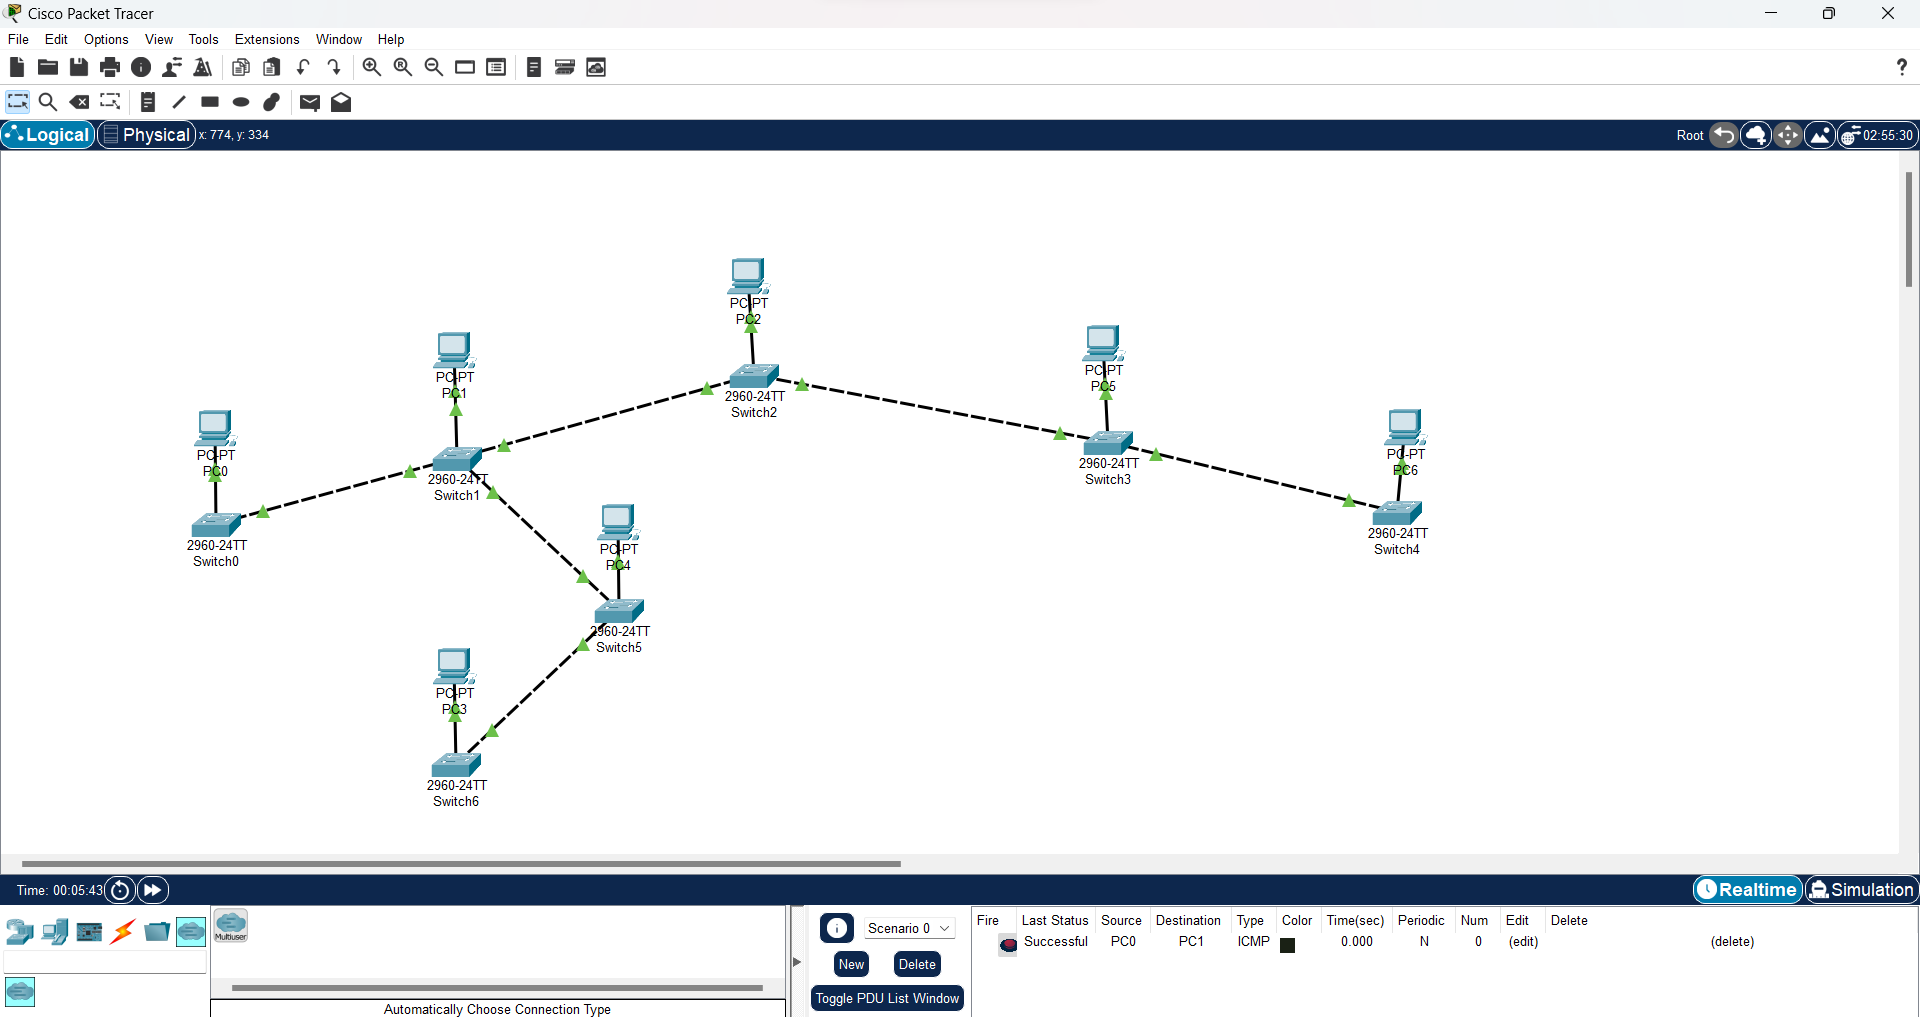 Cisco Packet Tracer
File Edit Options View Tools Extensions Window Help
?
Logical Physical x: 774, y: 334 Root 02:55:30
PC-PT
PC2
PC-PT
PC1
PC-PT
PC5
2960-24TT
Switch2
PC-PT
PC0
PC-PT
PC6
2960-24TT
Switch1
2960-24TT
Switch3
2960-24TT
Switch0
PC-PT
PC4
2960-24TT
Switch4
2960-24TT
Switch5
PC-PT
PC3
2960-24TT
Switch6
Time: 00:05:43 Realtime Simulation
Multiuser
Automatically Choose Connection Type
Scenario 0
New Delete
Toggle PDU List Window
Fire Last Status Source Destination Type Color Time(sec) Periodic Num Edit Delete
Successful PC0 PC1 ICMP 0.000 N 0 (edit) (delete)